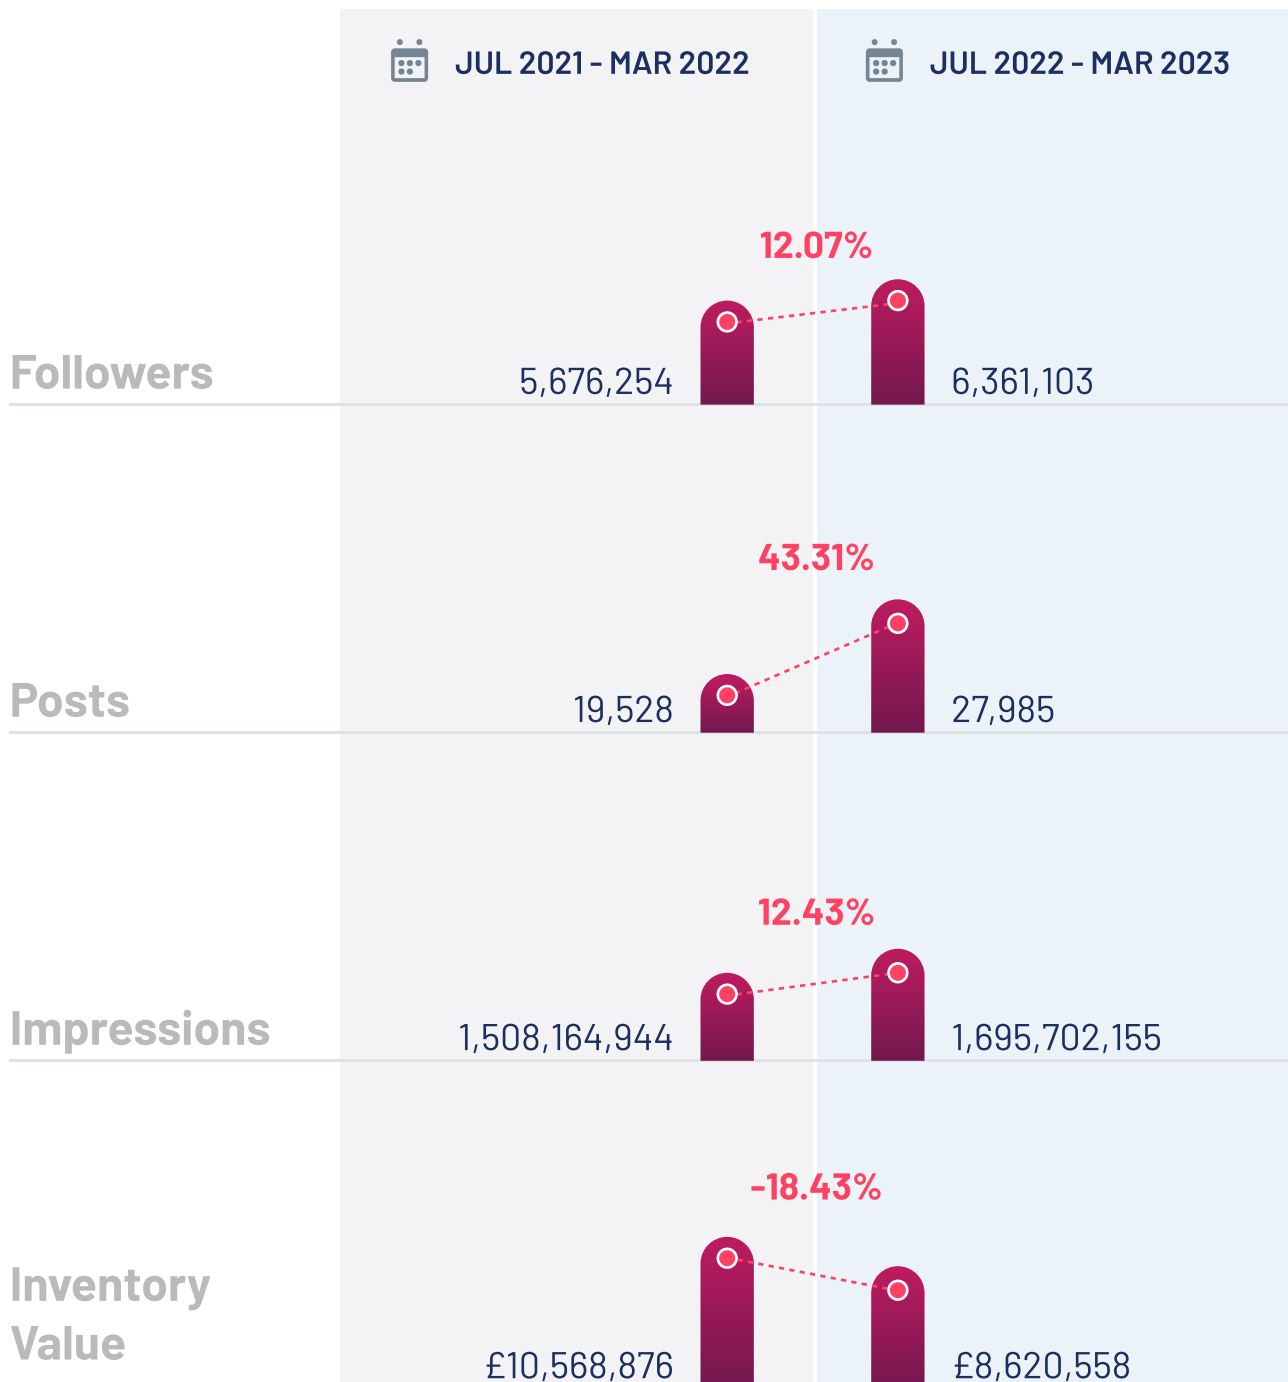 JUL 2021 - MAR 2022
JUL 2022 - MAR 2023
12.07%
Followers
5,676,254
6,361,103
43.31%
Posts
19,528
27,985
12.43%
Impressions
1,508,164,944
1,695,702,155
-18.43%
Inventory
Value
£10,568,876
£8,620,558